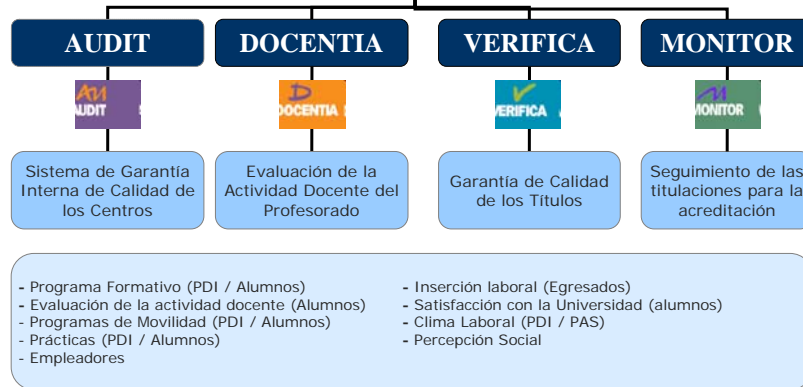 AUDIT
DOCENTIA
VERIFICA
MONITOR
AUDIT
DOCENTIA
VERIFICA
MONITOR
Sistema de Garantía
Interna de Calidad de
los Centros
Evaluación de la
Actividad Docente del
Profesorado
Garantía de Calidad
de los Títulos
Seguimiento de las
titulaciones para la
acreditación
- Programa Formativo (PDI / Alumnos)
- Evaluación de la actividad docente (Alumnos)
- Programas de Movilidad (PDI / Alumnos)
- Prácticas (PDI / Alumnos)
- Empleadores
- Inserción laboral (Egresados)
- Satisfacción con la Universidad (alumnos)
- Clima Laboral (PDI / PAS)
- Percepción Social